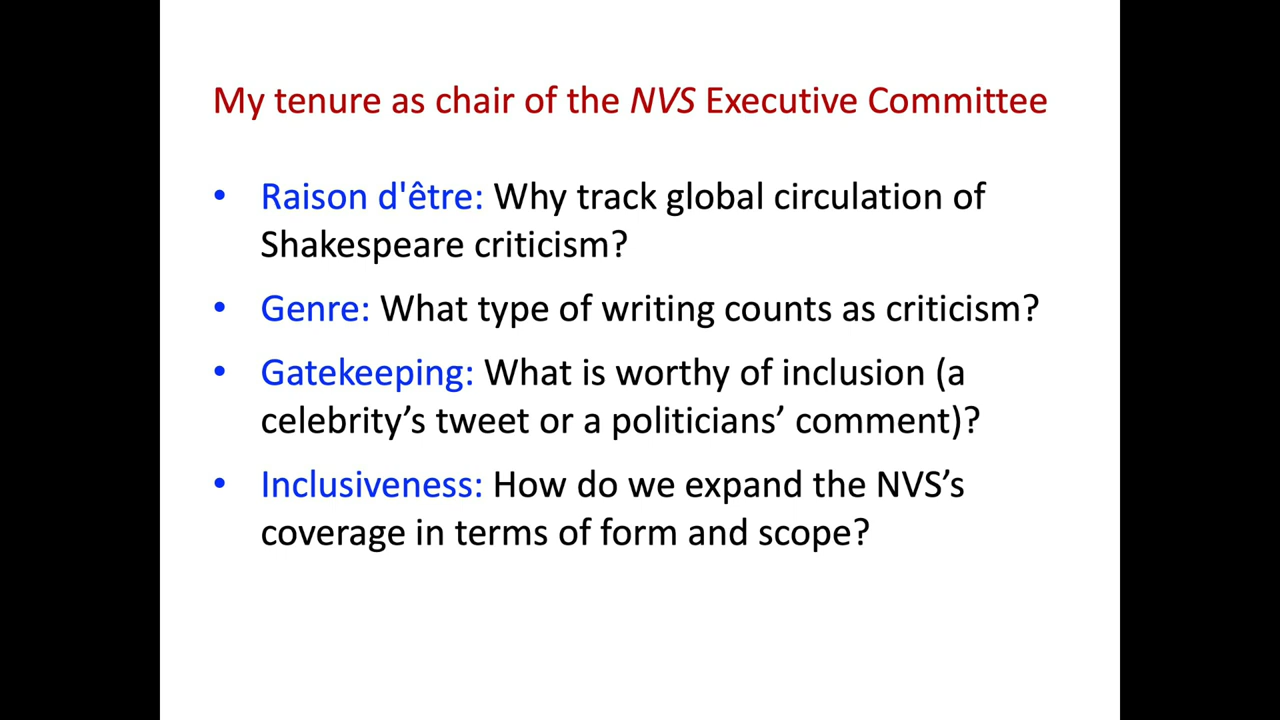 My tenure as chair of the NVS Executive Committee
• Raison d'être: Why track global circulation of
Shakespeare criticism?
• Genre: What type of writing counts as criticism?
• Gatekeeping: What is worthy of inclusion (a
celebrity’s tweet or a politicians’ comment)?
• Inclusiveness: How do we expand the NVS’s
coverage in terms of form and scope?